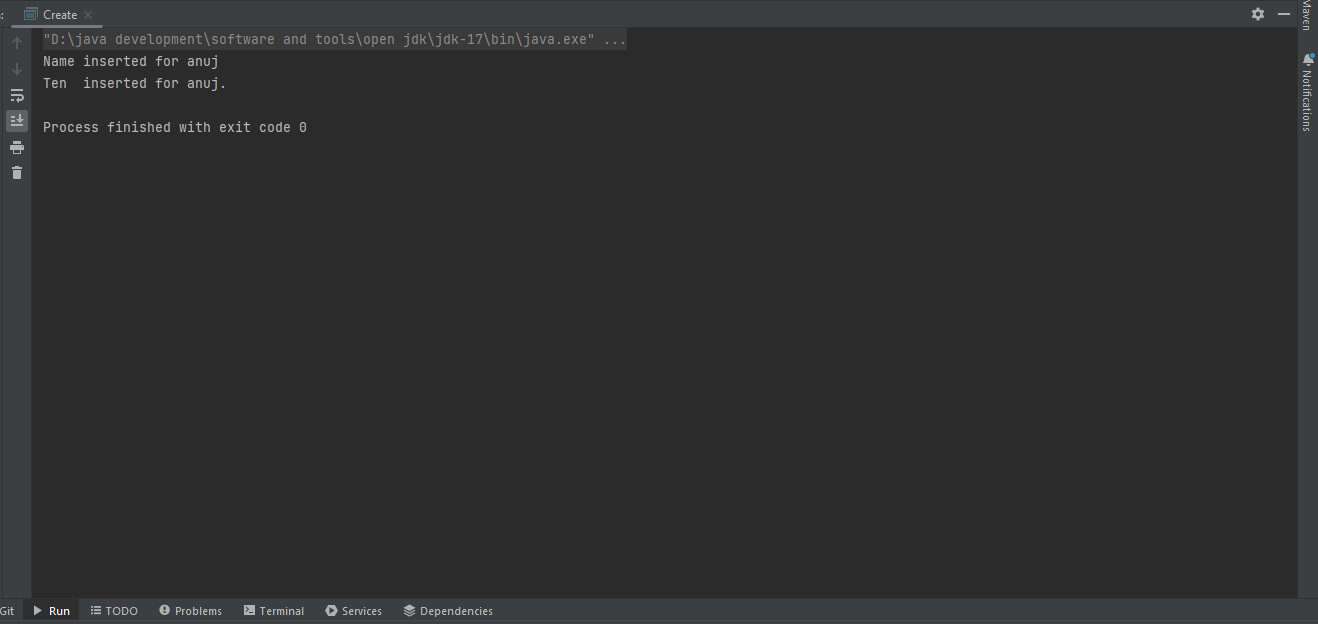 Create
"D:\java development\software and tools\open jdk\jdk-17\bin\java.exe" ...
Name inserted for anuj
Ten  inserted for anuj.
Process finished with exit code 0
Maven
Notifications
Git
Run
TODO
Problems
Terminal
Services
Dependencies